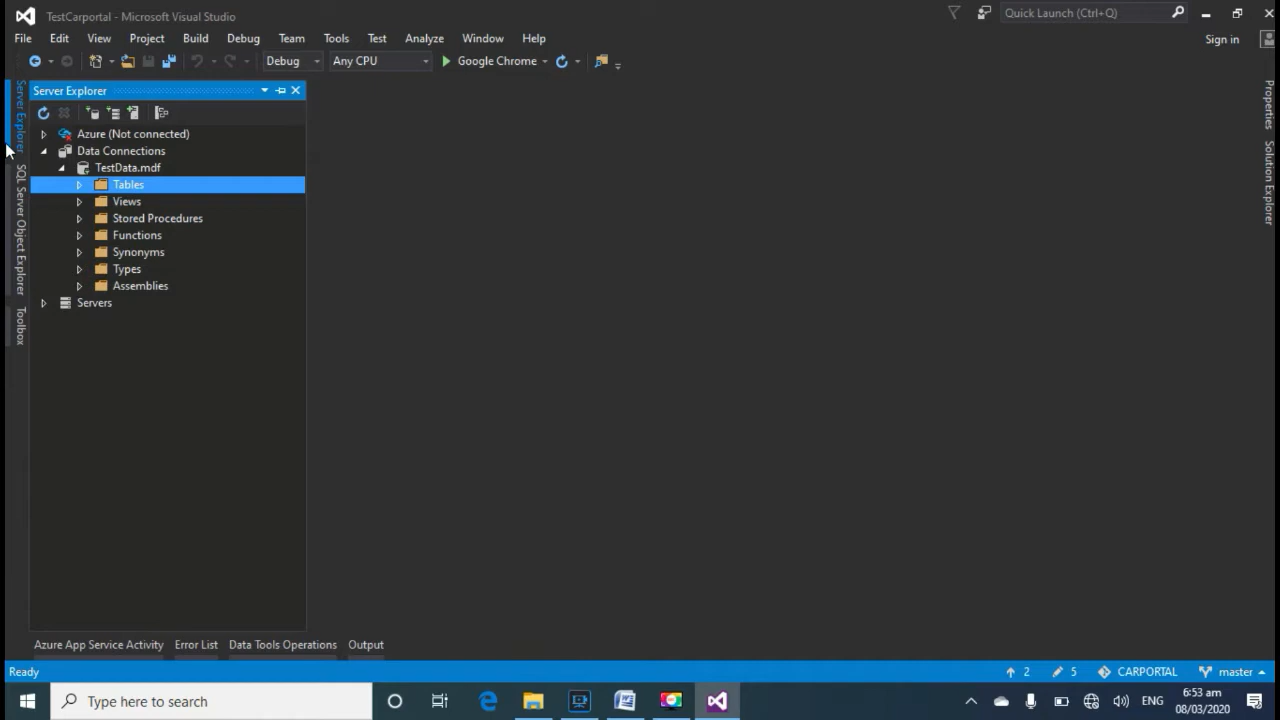 TestCarportal - Microsoft Visual Studio
Quick Launch (Ctrl+Q)
File Edit View Project Build Debug Team Tools Test Analyze Window Help
Sign in
Debug Any CPU Google Chrome
Server Explorer
SQL Server Object Explorer
Toolbox
Server Explorer
Azure (Not connected)
Data Connections
TestData.mdf
Tables
Views
Stored Procedures
Functions
Synonyms
Types
Assemblies
Servers
Properties
Solution Explorer
Azure App Service Activity Error List Data Tools Operations Output
Ready
2 5 CARPORTAL master
Type here to search
ENG
6:53 am
08/03/2020